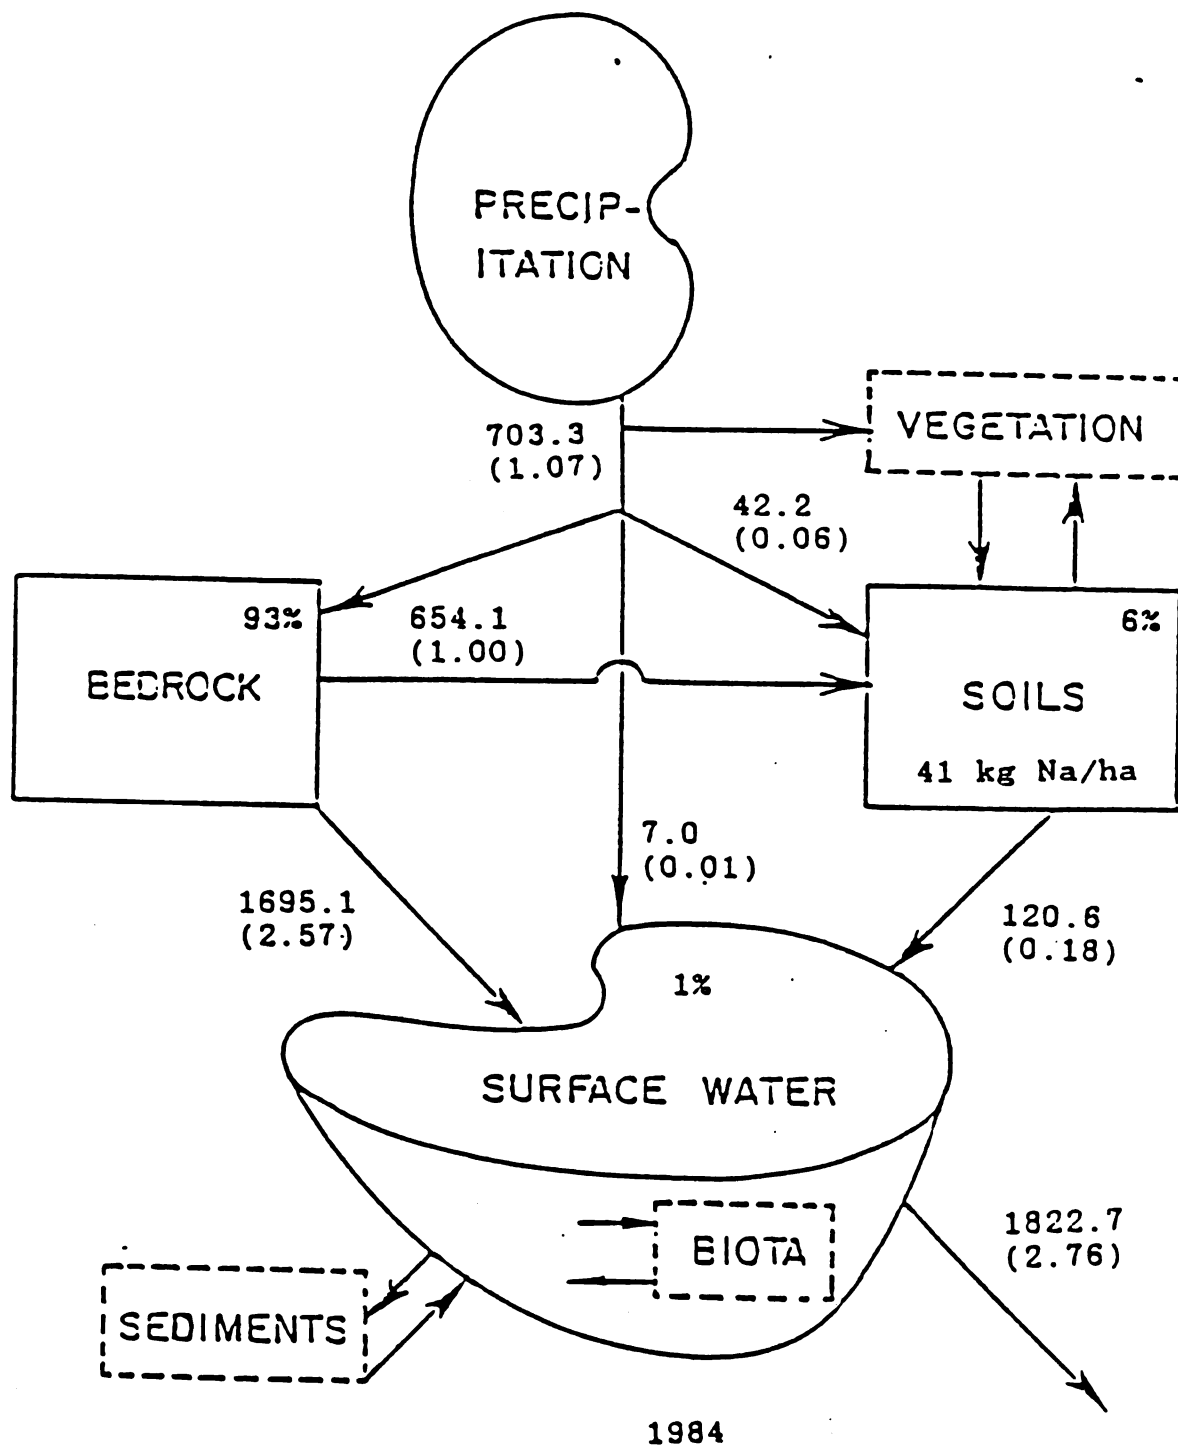 PRECIP-
ITATION
703.3
(1.07)
VEGETATION
42.2
(0.06)
93%
654.1
(1.00)
6%
BEDROCK
SOILS
41 kg Na/ha
7.0
(0.01)
1695.1
(2.57)
120.6
(0.18)
1%
SURFACE WATER
BIOTA
1822.7
(2.76)
SEDIMENTS
1984